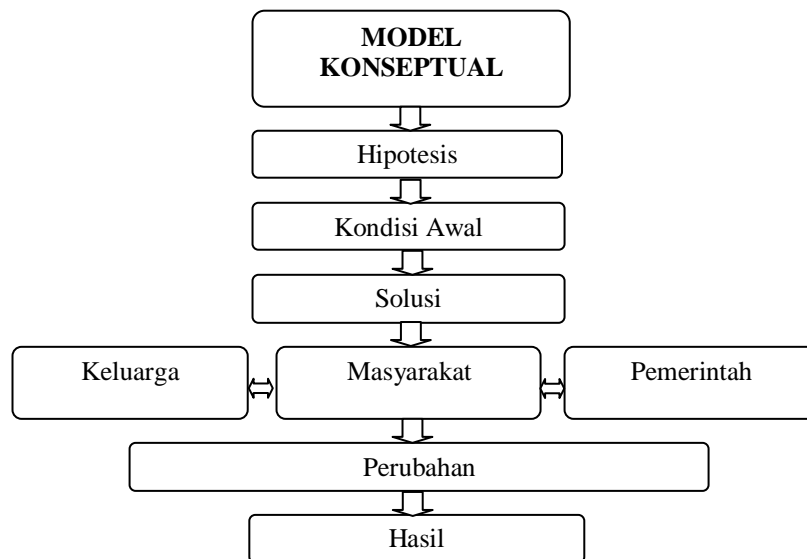 MODEL
KONSEPTUAL
Hipotesis
Kondisi Awal
Solusi
Keluarga
Masyarakat
Pemerintah
Perubahan
Hasil